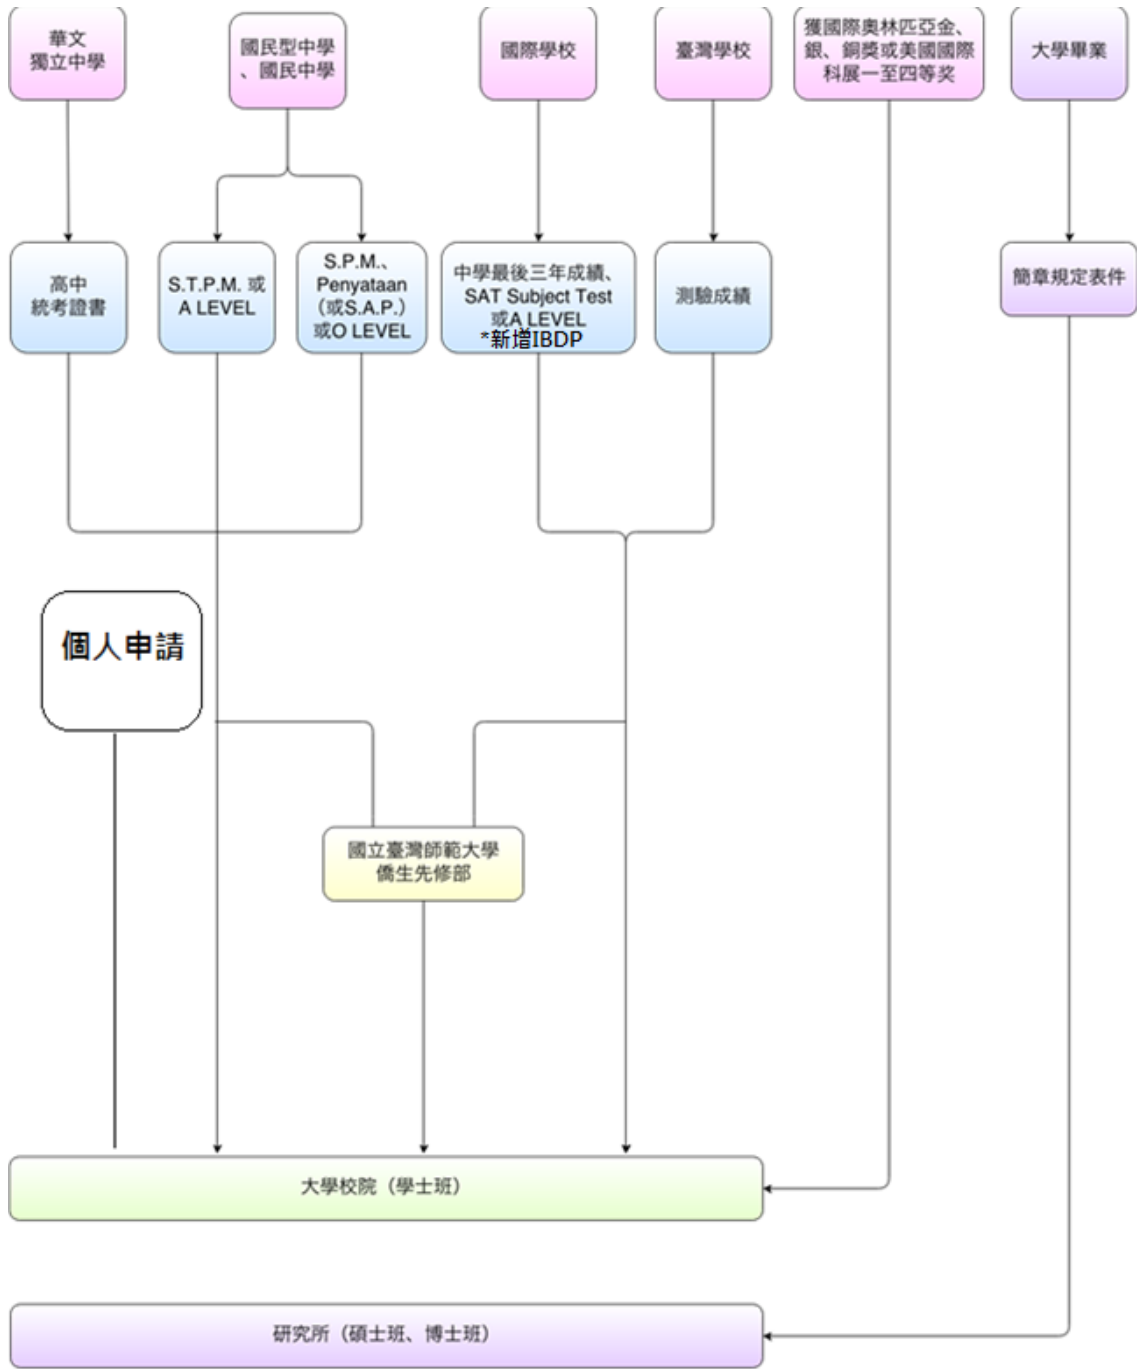 華文
獨立中學
國民型中學
、國民中學
國際學校
臺灣學校
獲國際奧林匹亞金、
銀、銅獎或美國國際
科展一至四等奖
大學畢業
高中
統考證書
S.T.P.M. 或
A LEVEL
S.P.M.、
Penyataan
（或S.A.P.）
或O LEVEL
中學最後三年成績、
SAT Subject Test
或A LEVEL
*新增IBDP
測驗成績
簡章規定表件
個人申請
國立臺灣師範大學
僑生先修部
大學校院（學士班）
研究所（碩士班、博士班）